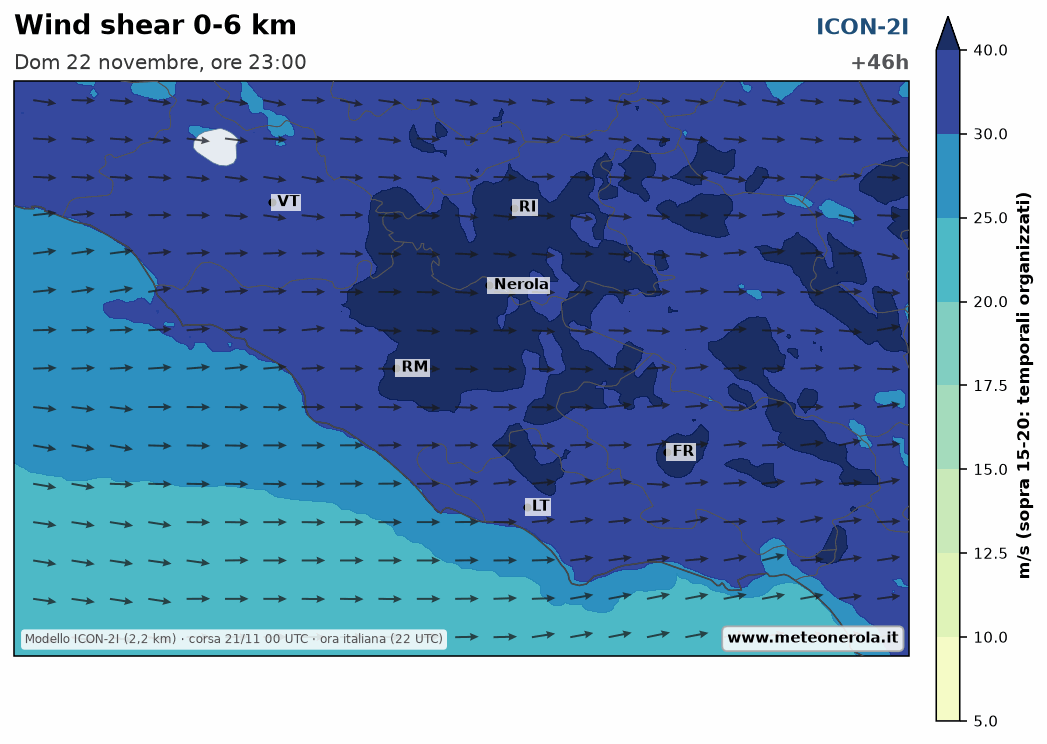 Wind shear 0-6 km
ICON-2I
Dom 22 novembre, ore 23:00
+46h
VT
RI
Nerola
RM
FR
LT
Modello ICON-2I (2,2 km) · corsa 21/11 00 UTC · ora italiana (22 UTC)
www.meteonerola.it
40.0
30.0
25.0
20.0
17.5
15.0
12.5
10.0
5.0
m/s (sopra 15-20: temporali organizzati)